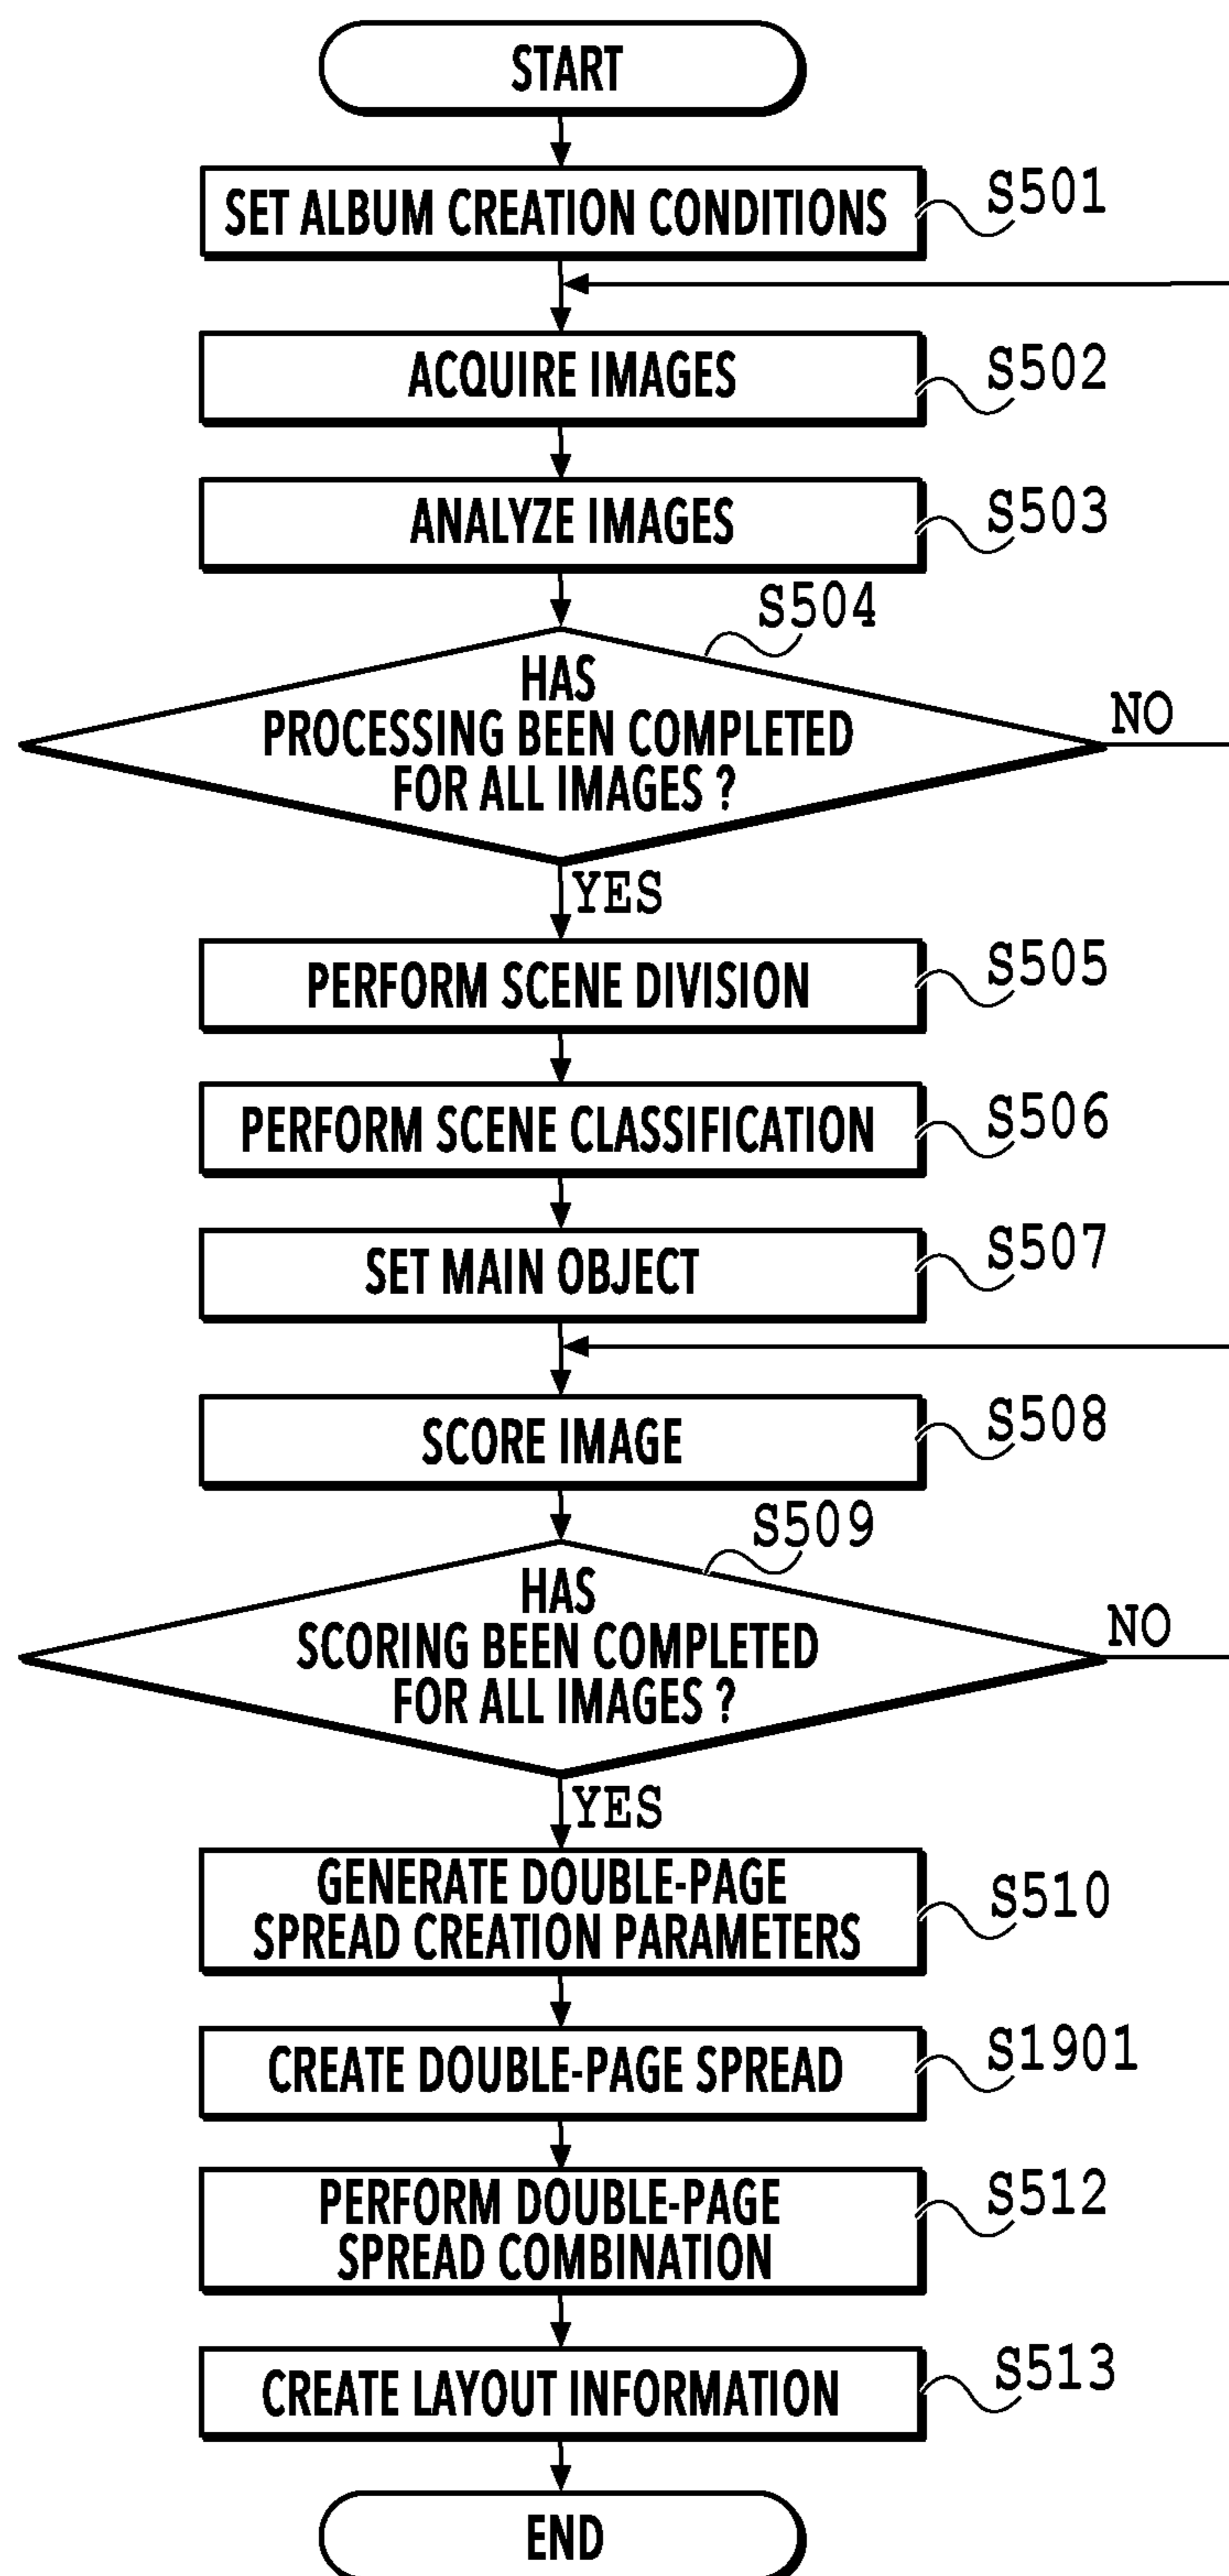 START
SET ALBUM CREATION CONDITIONS
S501
ACQUIRE IMAGES
S502
ANALYZE IMAGES
S503
S504
HAS
PROCESSING BEEN COMPLETED
FOR ALL IMAGES ?
NO
YES
PERFORM SCENE DIVISION
S505
PERFORM SCENE CLASSIFICATION
S506
SET MAIN OBJECT
S507
SCORE IMAGE
S508
S509
HAS
SCORING BEEN COMPLETED
FOR ALL IMAGES ?
NO
YES
GENERATE DOUBLE-PAGE
SPREAD CREATION PARAMETERS
S510
CREATE DOUBLE-PAGE SPREAD
S1901
PERFORM DOUBLE-PAGE
SPREAD COMBINATION
S512
CREATE LAYOUT INFORMATION
S513
END